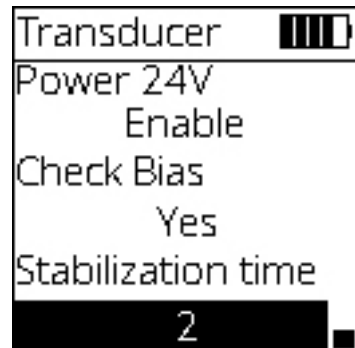 Transducer
Power 24V
Enable
Check Bias
Yes
Stabilization time
2